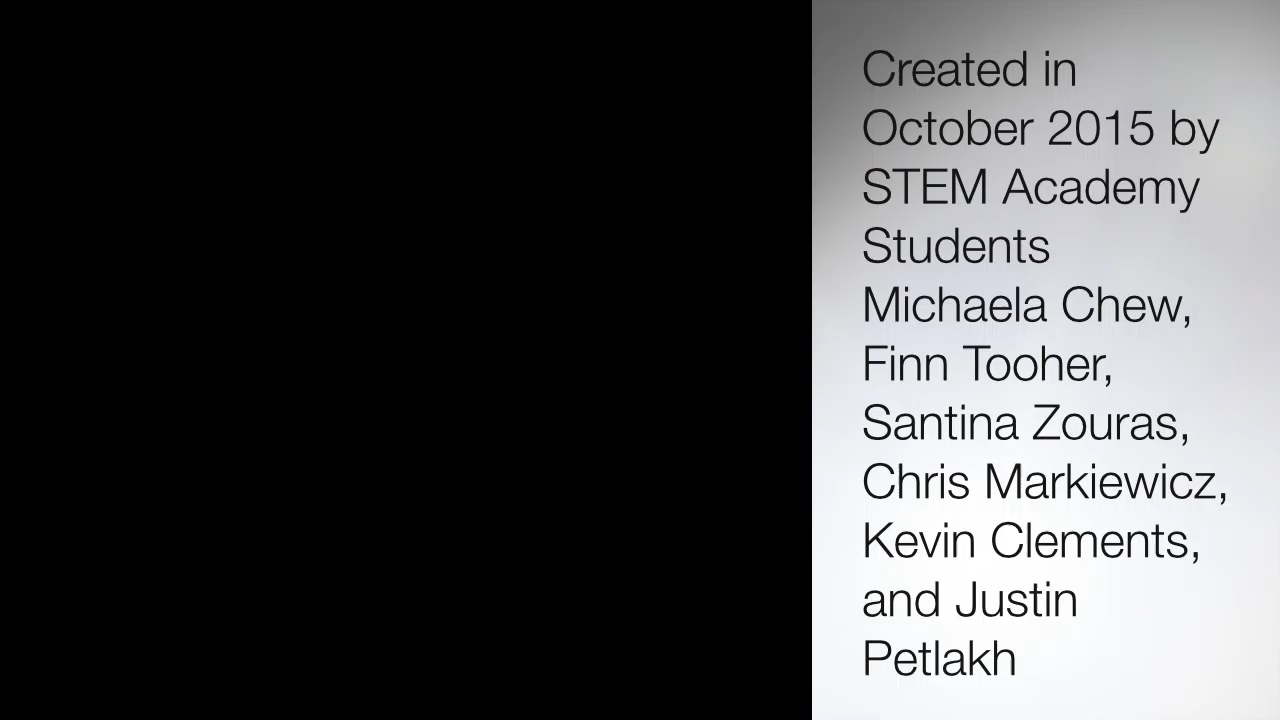 Created in
October 2015 by
STEM Academy
Students
Michaela Chew,
Finn Tooher,
Santina Zouras,
Chris Markiewicz,
Kevin Clements,
and Justin
Petlakh